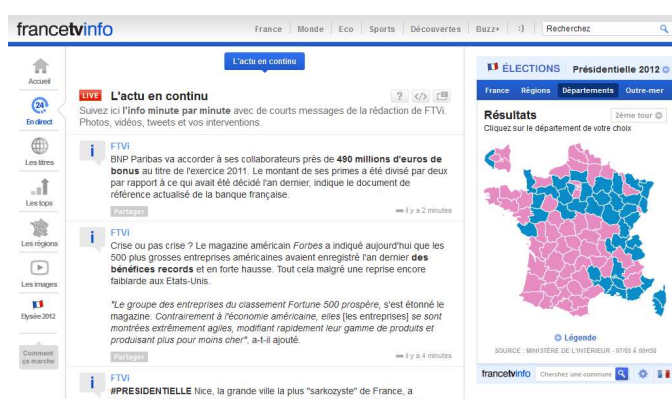 francetvinfo
France Monde Eco Sports Découvertes Buzz+ :) Recherchez
L'actu en continu
Accueil
24
En direct
Les titres
Les tops
Les régions
Les images
Elysée 2012
Comment
ça marche
LIVE L'actu en continu ? </>
Suivez ici l'info minute par minute avec de courts messages de la rédaction de FTVi.
Photos, vidéos, tweets et vos interventions.
i FTVi
BNP Paribas va accorder à ses collaborateurs près de 490 millions d'euros de
bonus au titre de l'exercice 2011. Le montant de ses primes a été divisé par deux
par rapport à ce qui avait été décidé l'an dernier, indique le document de
référence actualisé de la banque française.
Partager il y a 2 minutes
i FTVi
Crise ou pas crise ? Le magazine américain Forbes a indiqué aujourd'hui que les
500 plus grosses entreprises américaines avaient enregistré l'an dernier des
bénéfices records et en forte hausse. Tout cela malgré une reprise encore
faiblarde aux Etats-Unis.
"Le groupe des entreprises du classement Fortune 500 prospère, s'est étonné le
magazine. Contrairement à l'économie américaine, elles [les entreprises] se sont
montrées extrêmement agiles, modifiant rapidement leur gamme de produits et
produisant plus pour moins cher", a-t-il ajouté.
Partager il y a 4 minutes
i FTVi
#PRESIDENTIELLE Nice, la grande ville la plus "sarkozyste" de France, a
ÉLECTIONS Présidentielle 2012
France Régions Départements Outre-mer
Résultats 2ème tour
Cliquez sur le département de votre choix
Légende
SOURCE : MINISTÈRE DE L'INTÉRIEUR - 07/05 À 00H56
francetvinfo Cherchez une commune